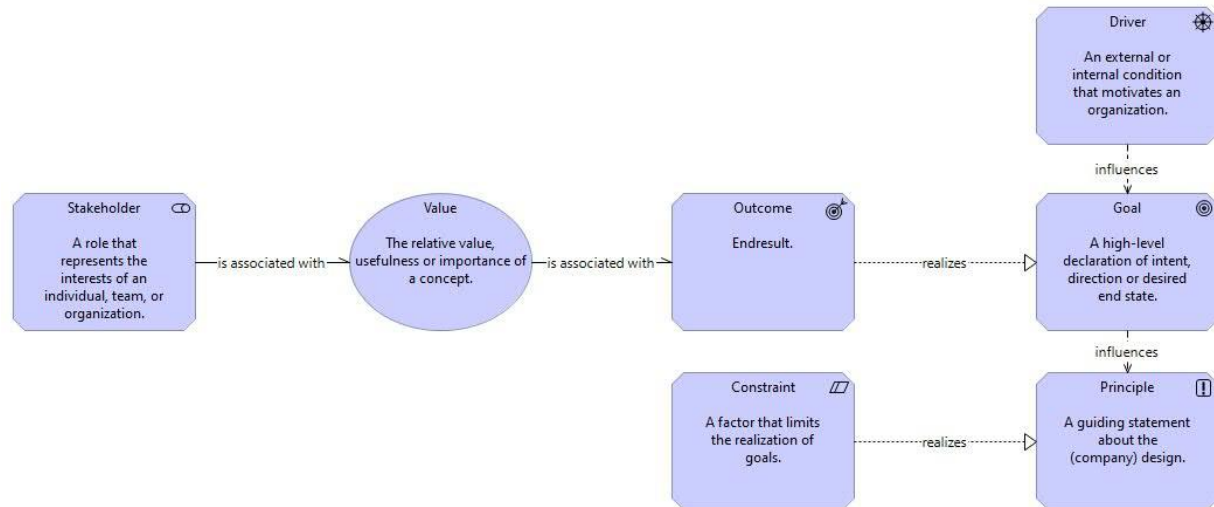 Driver
An external or
internal condition
that motivates an
organization.
influences
Stakeholder
A role that
represents the
interests of an
individual, team, or
organization.
is associated with
Value
The relative value,
usefulness or importance of
a concept.
is associated with
Outcome
Endresult.
realizes
Goal
A high-level
declaration of intent,
direction or desired
end state.
influences
Constraint
A factor that limits
the realization of
goals.
realizes
Principle
A guiding statement
about the
(company) design.